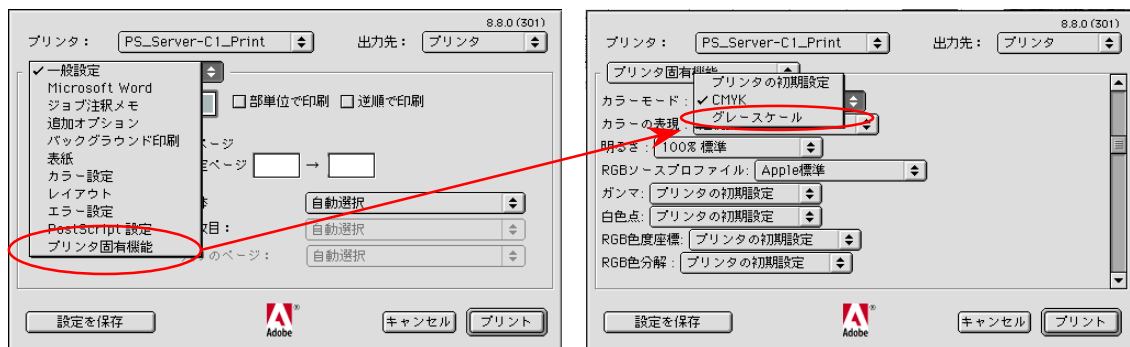 8.8.0 (301)
プリンタ： PS_Server-C1_Print 出力先： プリンタ
✓一般設定
Microsoft Word
ジョブ注釈メモ
追加オプション
バックグラウンド印刷
表紙
カラー設定
レイアウト
エラー設定
PostScript 設定
プリンタ固有機能
部単位で印刷 逆順で印刷
ページ
ページ →
自動選択
目： 自動選択
のページ： 自動選択
設定を保存 Adobe キャンセル プリント
8.8.0 (301)
プリンタ： PS_Server-C1_Print 出力先： プリンタ
プリンタ固有機能
プリンタの初期設定
✓CMYK
グレースケール
カラーモード：
カラーの表現：
明るさ： 100% 標準
RGBソースプロファイル： Apple標準
ガンマ： プリンタの初期設定
白色点： プリンタの初期設定
RGB色度座標： プリンタの初期設定
RGB色分解： プリンタの初期設定
設定を保存 Adobe キャンセル プリント